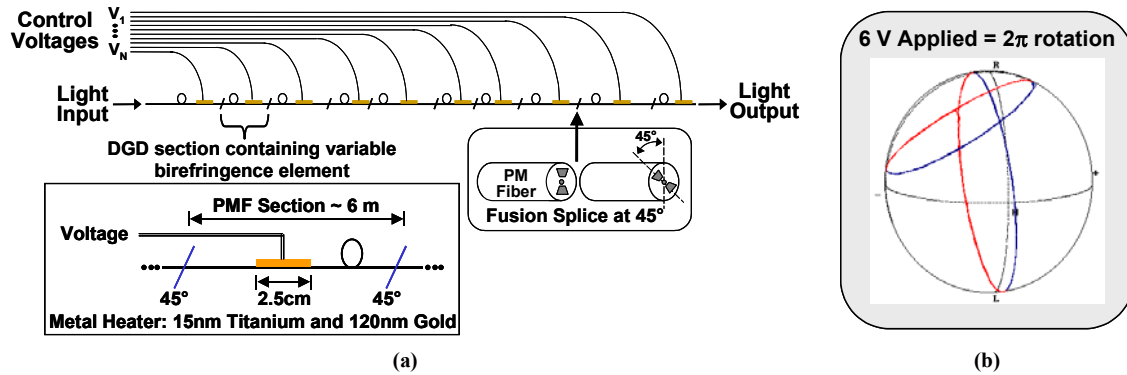 Control
Voltages
V1
VN
Light
Input
Light
Output
DGD section containing variable
birefringence element
45°
PM
Fiber
Fusion Splice at 45°
PMF Section ~ 6 m
Voltage
45°
2.5cm
45°
Metal Heater: 15nm Titanium and 120nm Gold
(a)
6 V Applied = 2π rotation
R
-
+
H
L
(b)